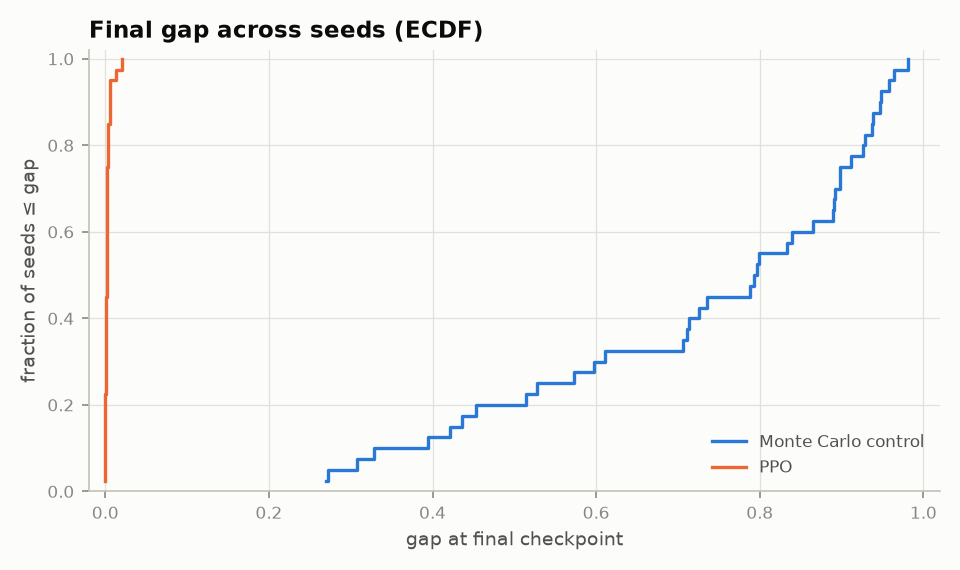 Final gap across seeds (ECDF)
fraction of seeds ≤ gap
1.0
0.8
0.6
0.4
0.2
0.0
Monte Carlo control
PPO
0.0 0.2 0.4 0.6 0.8 1.0
gap at final checkpoint